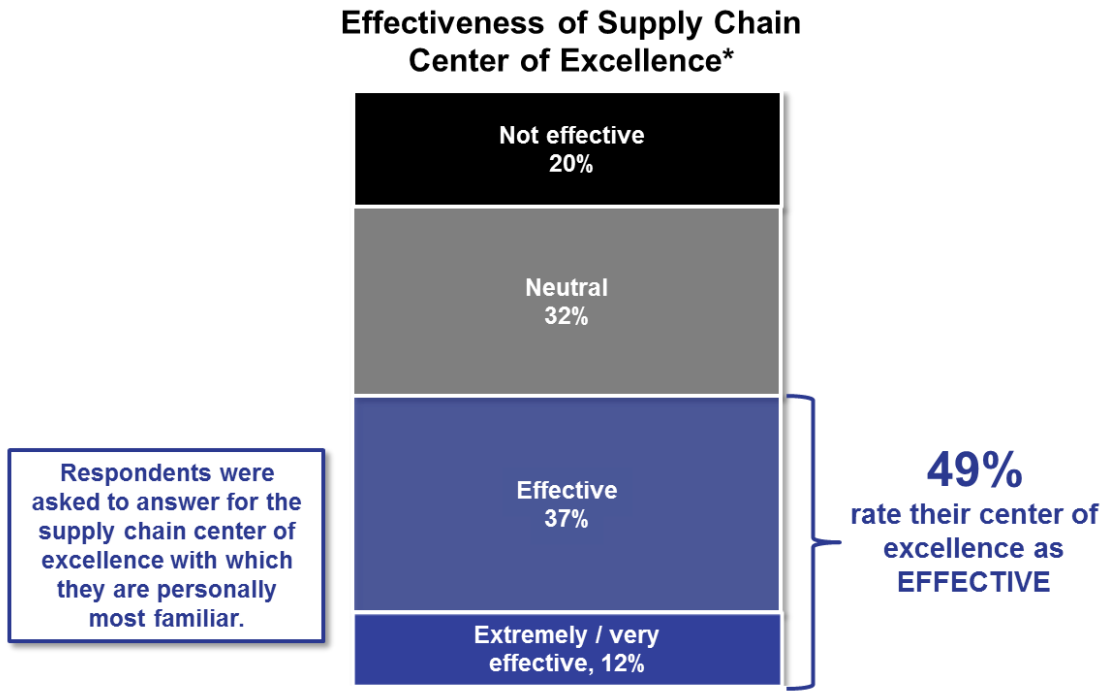 Effectiveness of Supply Chain
Center of Excellence*
Not effective
20%
Neutral
32%
Effective
37%
Extremely / very
effective, 12%
Respondents were
asked to answer for the
supply chain center of
excellence with which
they are personally
most familiar.
49%
rate their center of
excellence as
EFFECTIVE